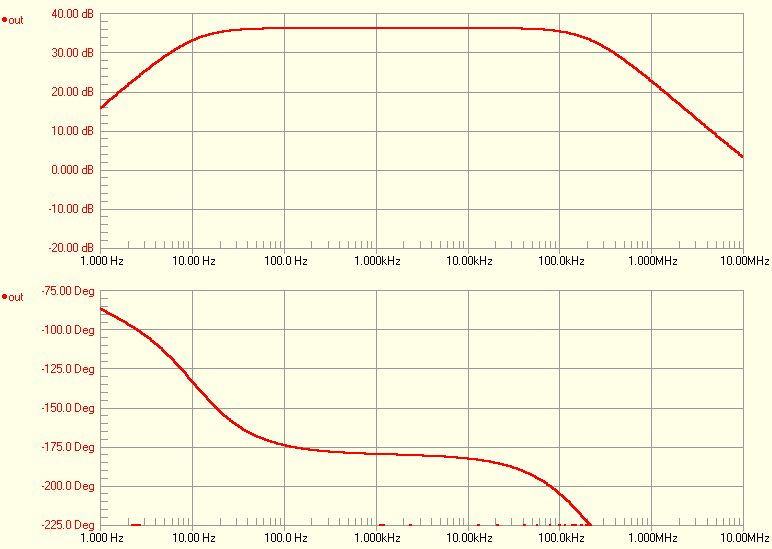 out
40.00 dB
30.00 dB
20.00 dB
10.00 dB
0.000 dB
-10.00 dB
-20.00 dB
1.000 Hz 10.00 Hz 100.0 Hz 1.000kHz 10.00kHz 100.0kHz 1.000MHz 10.00MHz
out
-75.00 Deg
-100.0 Deg
-125.0 Deg
-150.0 Deg
-175.0 Deg
-200.0 Deg
-225.0 Deg
1.000 Hz 10.00 Hz 100.0 Hz 1.000kHz 10.00kHz 100.0kHz 1.000MHz 10.00MHz